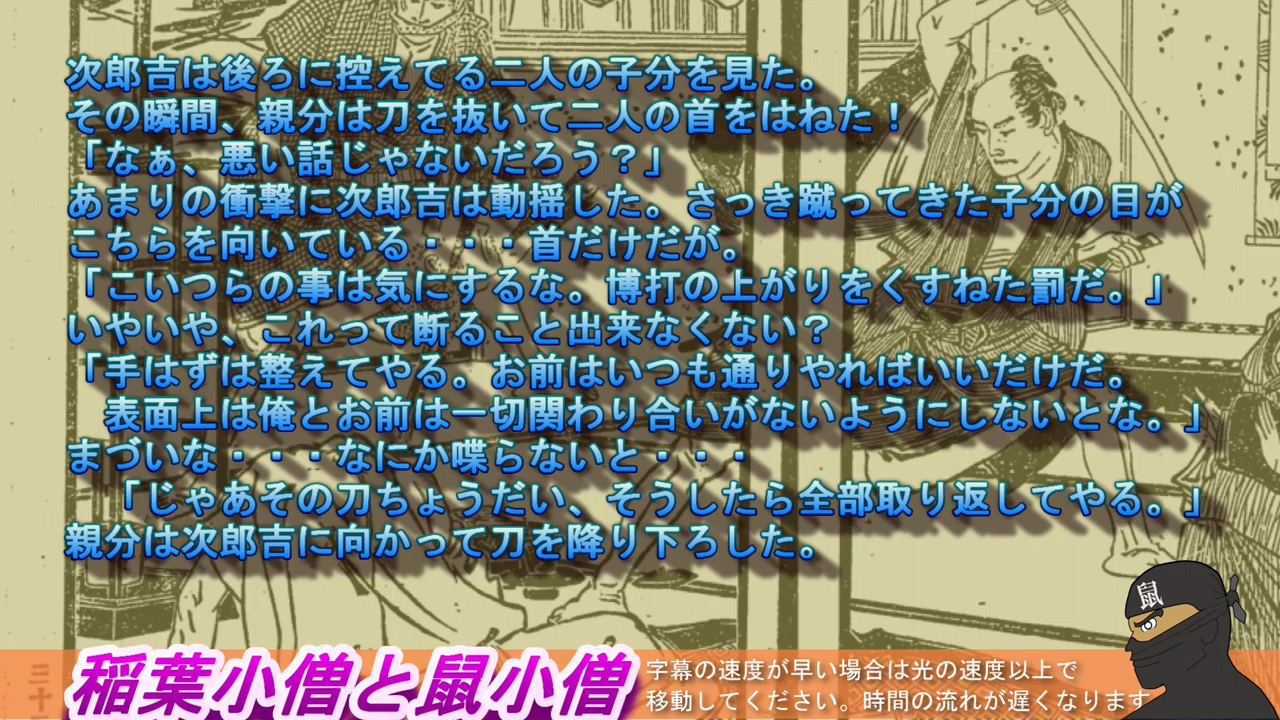 次郎吉は後ろに控えてる二人の子分を見た。
その瞬間、親分は刀を抜いて二人の首をはねた！
「なぁ、悪い話じゃないだろう？」
あまりの衝撃に次郎吉は動揺した。さっき蹴ってきた子分の目が
こちらを向いている・・・首だけだが。
「こいつらの事は気にするな。博打の上がりをくすねた罰だ。」
いやいや、これって断ること出来なくない？
「手はずは整えてやる。お前はいつも通りやればいいだけだ。
　表面上は俺とお前は一切関わり合いがないようにしないとな。」
まづいな・・・なにか喋らないと・・・
「じゃあその刀ちょうだい、そうしたら全部取り返してやる。」
親分は次郎吉に向かって刀を降り下ろした。
鼠
三十
稲葉小僧と鼠小僧
字幕の速度が早い場合は光の速度以上で
移動してください。時間の流れが遅くなります